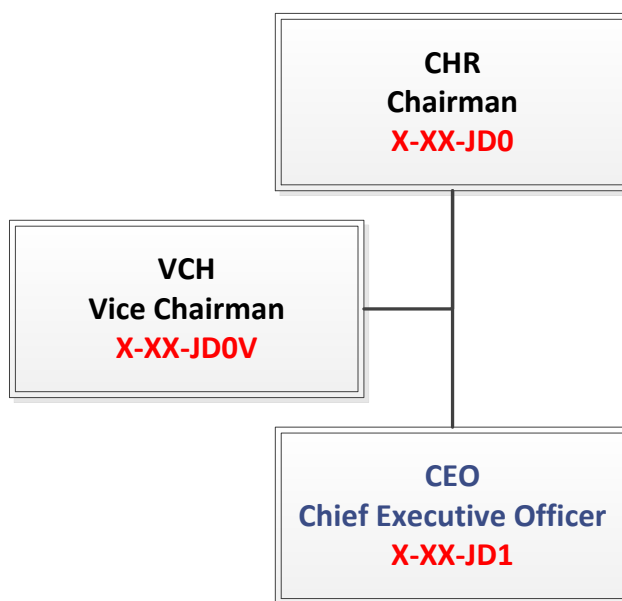 CHR
Chairman
X-XX-JD0
VCH
Vice Chairman
X-XX-JD0V
CEO
Chief Executive Officer
X-XX-JD1